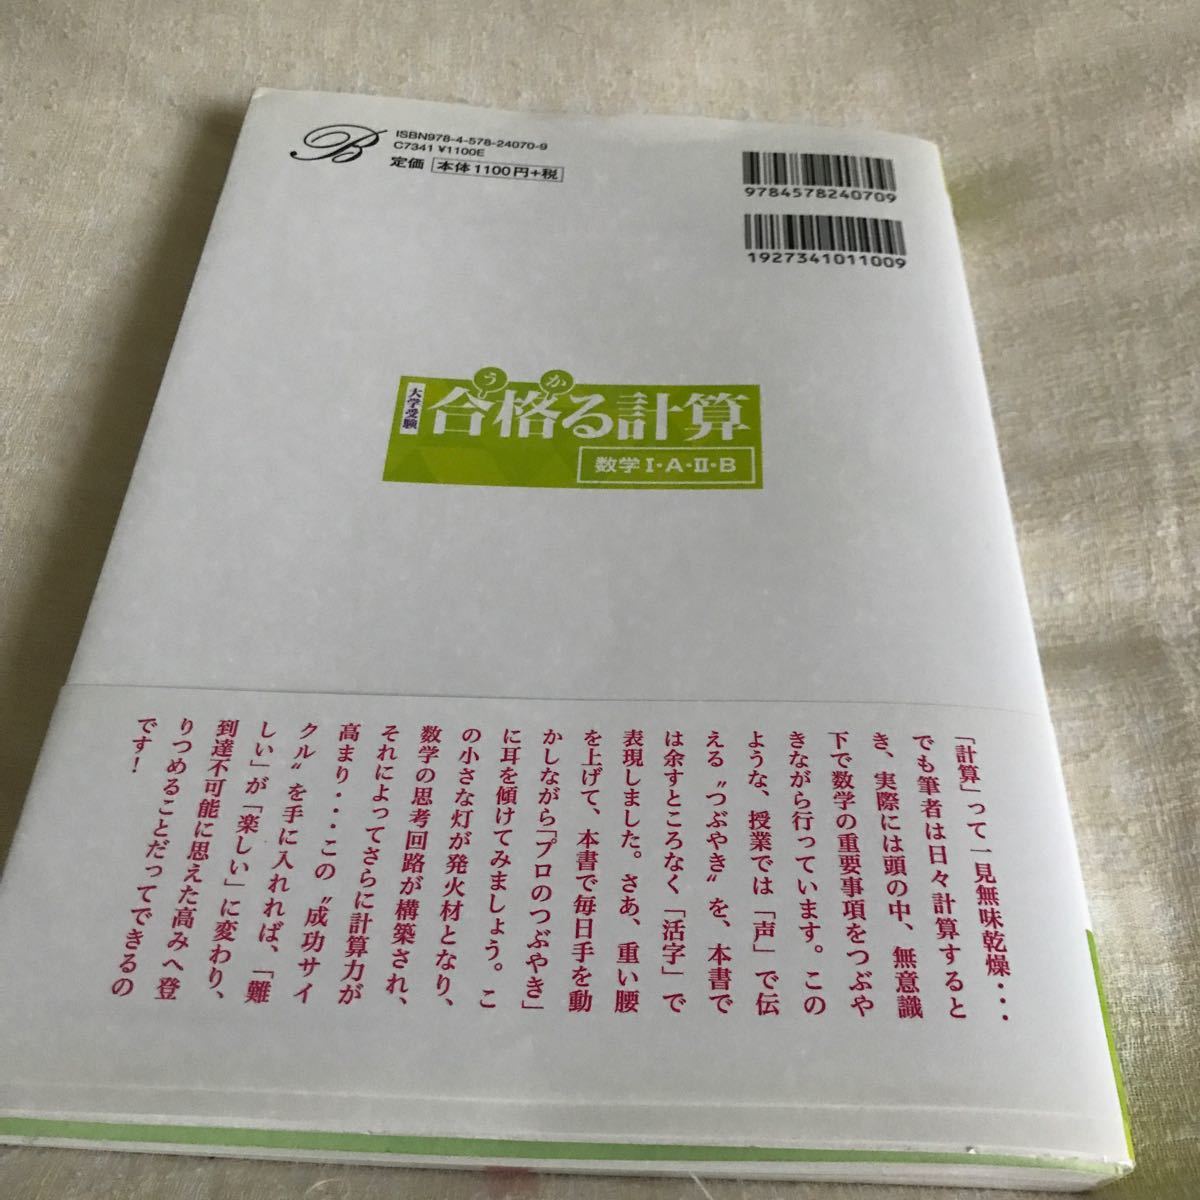 B
ISBN978-4-578-24070-9
C7341 ¥1100E
定価 本体1100円+税
9784578240709
1927341011009
うか
大学受験
合格る計算
数学Ⅰ・A・Ⅱ・B
「計算」って一見無味乾燥・・・
でも筆者は日々計算すると
き、実際には頭の中、無意識
下で数学の重要事項をつぶや
きながら行っています。この
ような、授業では「声」で伝
える〝つぶやき〟を、本書で
は余すところなく「活字」で
表現しました。さあ、重い腰
を上げて、本書で毎日手を動
かしながら「プロのつぶやき」
に耳を傾けてみましょう。こ
の小さな灯が発火材となり、
数学の思考回路が構築され、
それによってさらに計算力が
高まり・・・この〝成功サイ
クル〟を手に入れれば、「難
しい」が「楽しい」に変わり、
到達不可能に思えた高みへ登
りつめることだってできるの
です！